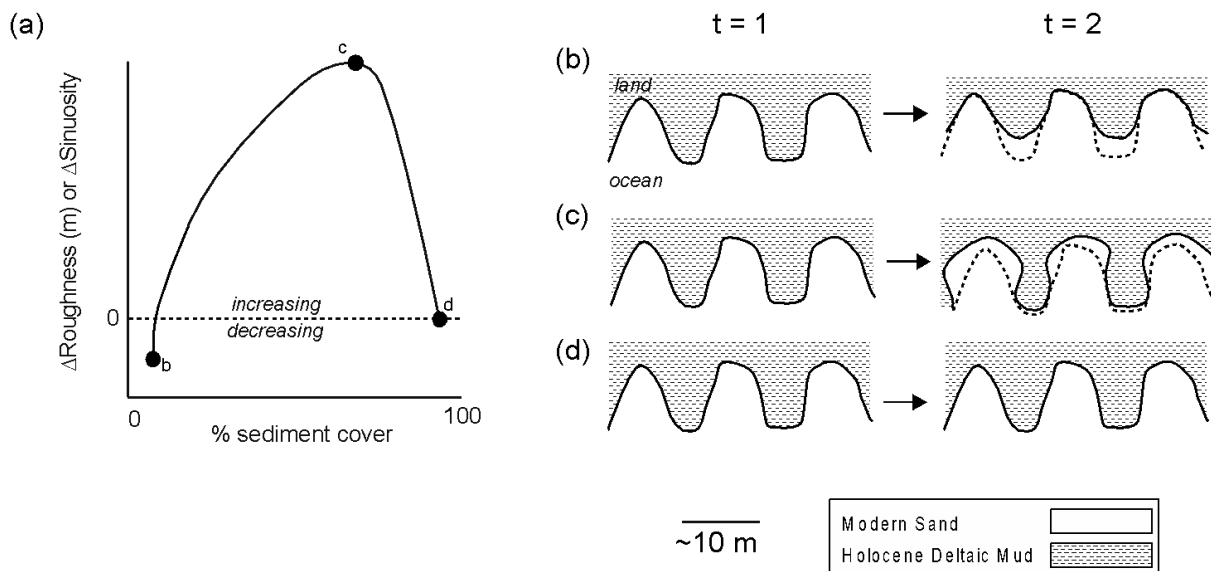 (a)
c
ΔRoughness (m) or ΔSinuosity
0
increasing
decreasing
b
d
0
100
% sediment cover
t = 1
t = 2
(b)
land
ocean
(c)
(d)
~10 m
Modern Sand
Holocene Deltaic Mud